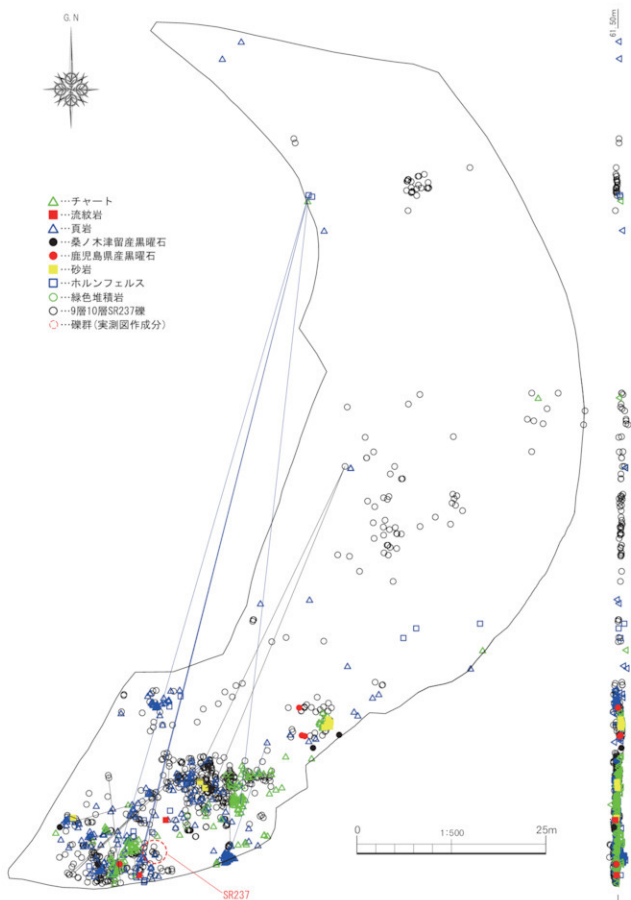 G.N
61.50m
△…チャート
■…流紋岩
△…頁岩
●…桑ノ木津留産黒曜石
●…鹿児島県産黒曜石
■…砂岩
□…ホルンフェルス
○…緑色堆積岩
○…9層10層SR237礫
○…礫群(実測図作成分)
0
1:500
25m
SR237